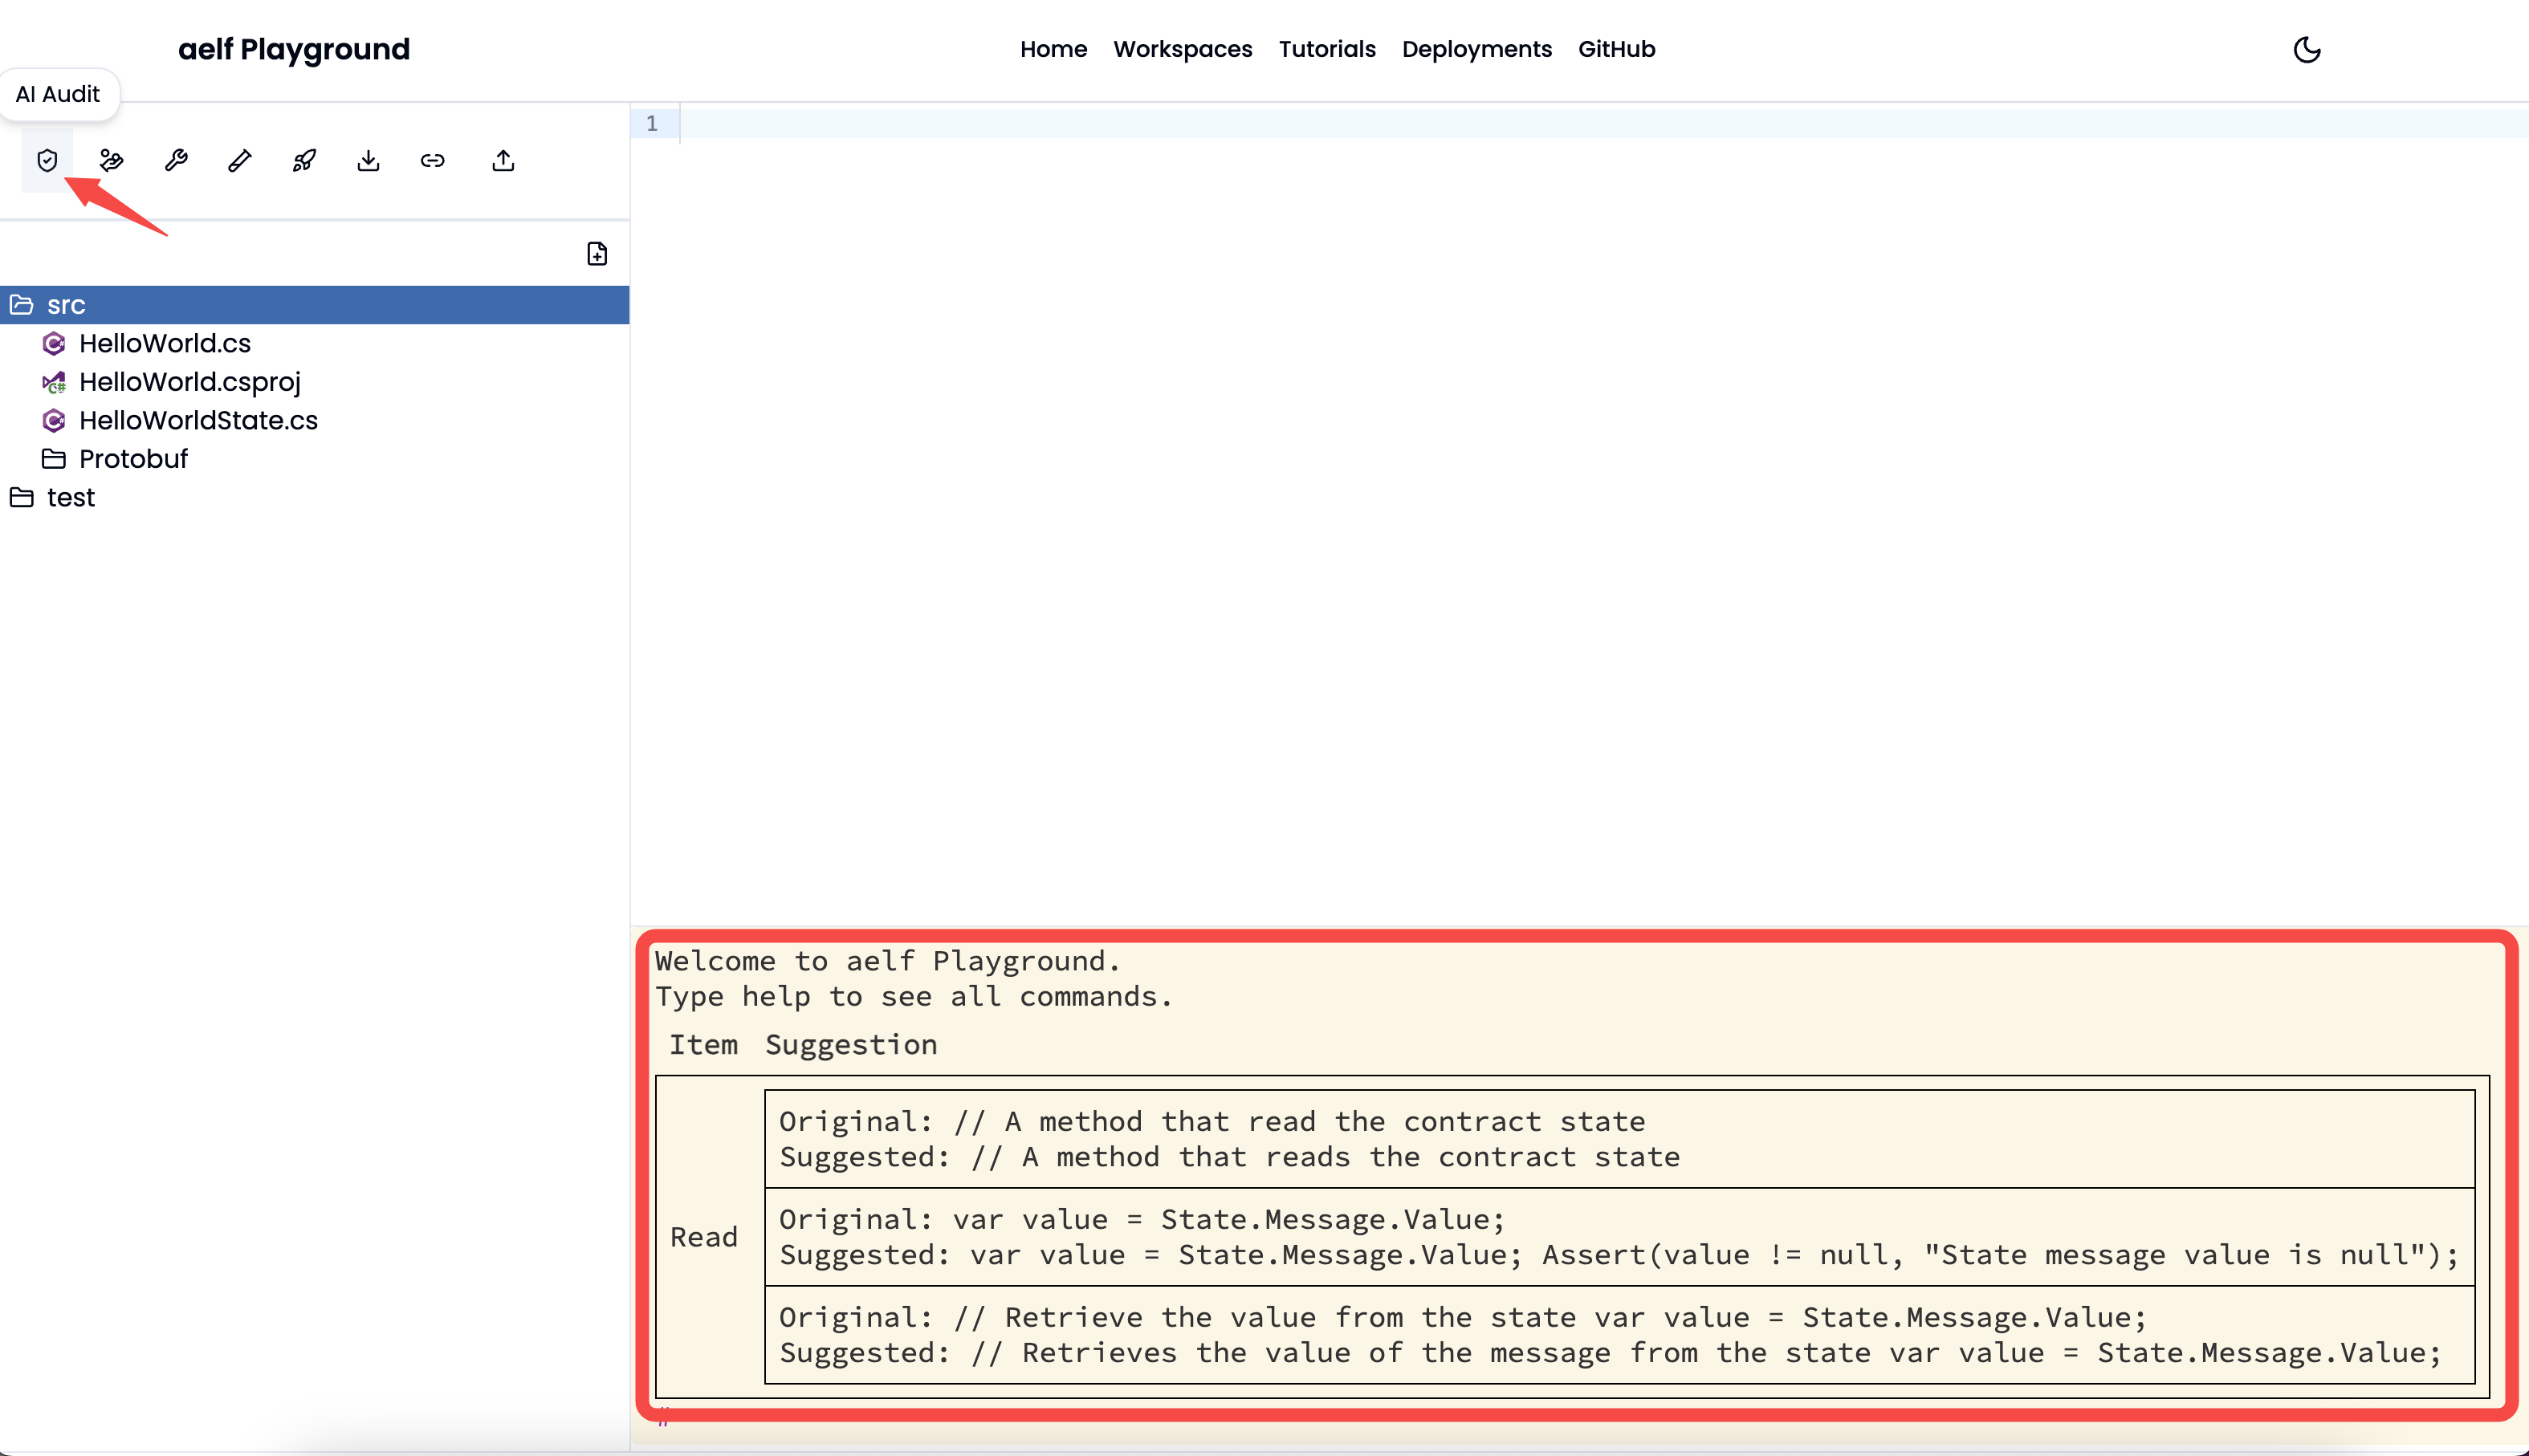 aelf Playground
Home Workspaces Tutorials Deployments GitHub
AI Audit
1
src
HelloWorld.cs
HelloWorld.csproj
HelloWorldState.cs
Protobuf
test
Welcome to aelf Playground.
Type help to see all commands.
Item Suggestion
Read
Original: // A method that read the contract state
Suggested: // A method that reads the contract state
Original: var value = State.Message.Value;
Suggested: var value = State.Message.Value; Assert(value != null, "State message value is null");
Original: // Retrieve the value from the state var value = State.Message.Value;
Suggested: // Retrieves the value of the message from the state var value = State.Message.Value;
#